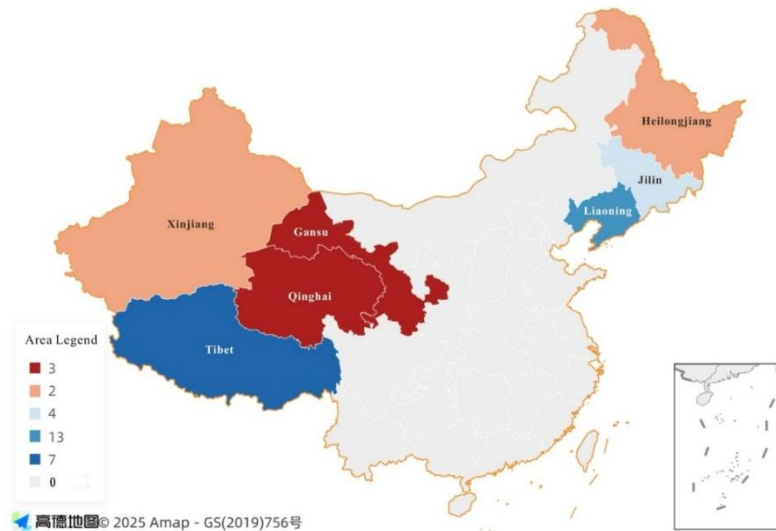 Heilongjiang
Jilin
Liaoning
Xinjiang
Gansu
Qinghai
Tibet
Area Legend
3
2
4
13
7
0
高德地图© 2025 Amap - GS(2019)756号